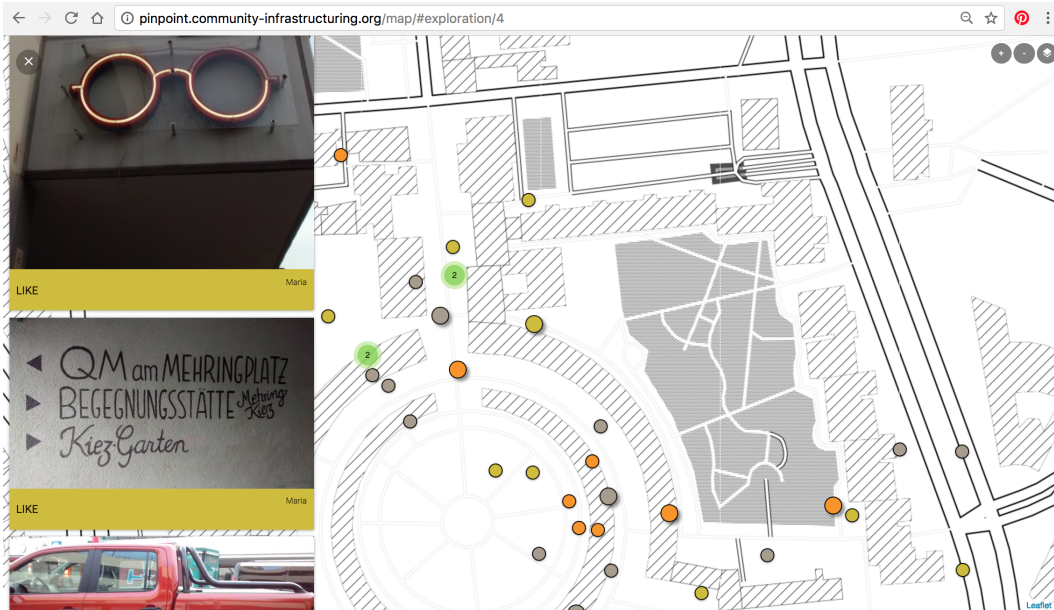 pinpoint.community-infrastructuring.org/map/#exploration/4
+
-
Maria
LIKE
QM am MEHRINGPLATZ
BEGEGNUNGSSTÄTTE Mehring
Kiez
Kiez-Garten
Maria
LIKE
2
2
Leaflet